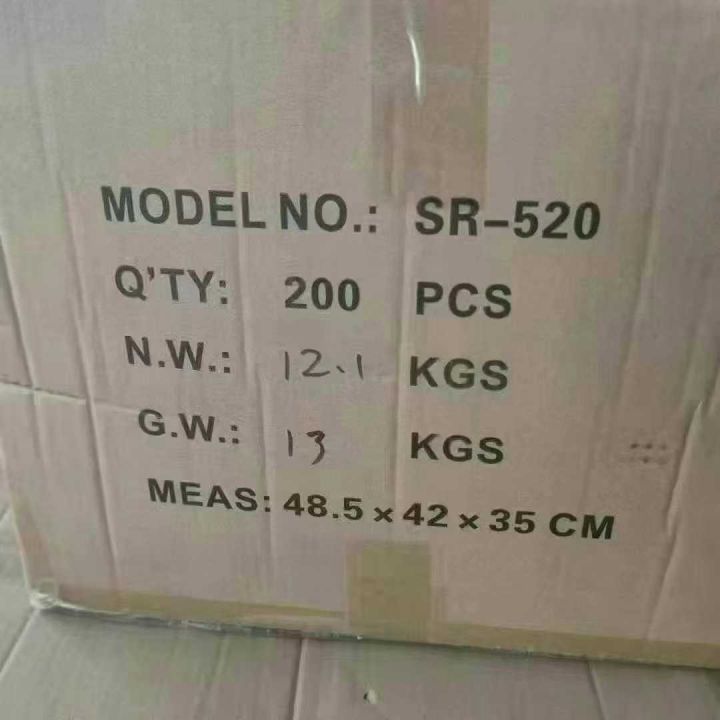 MODEL NO.: SR-520
Q'TY: 200 PCS
N.W.: 12.1 KGS
G.W.: 13 KGS
MEAS: 48.5 × 42 × 35 CM